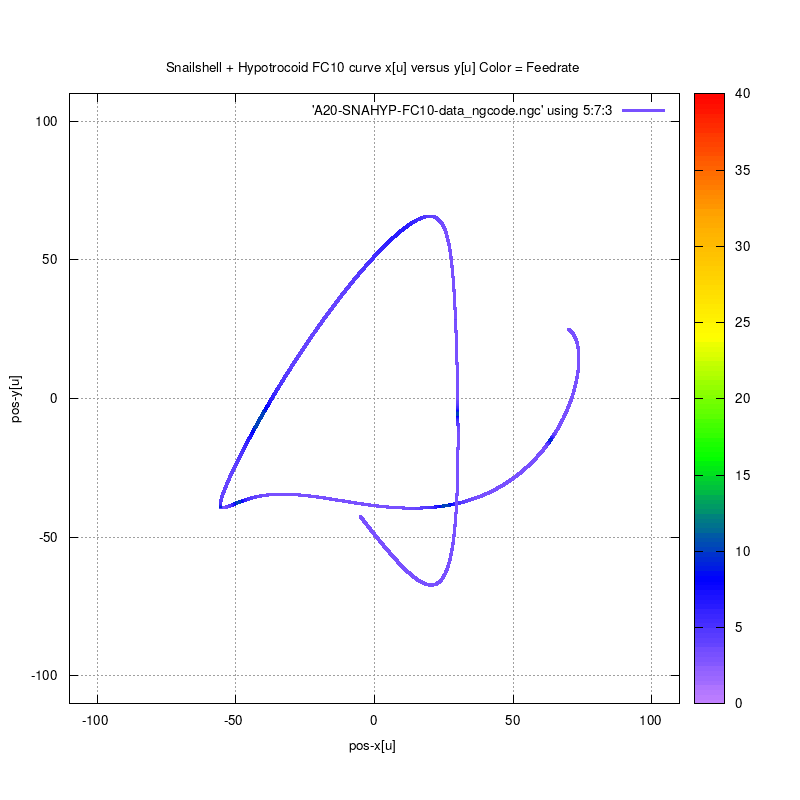 Snailshell + Hypotrocoid FC10 curve x[u] versus y[u] Color = Feedrate
'A20-SNAHYP-FC10-data_ngcode.ngc' using 5:7:3
100
50
0
-50
-100
pos-y[u]
-100 -50 0 50 100
pos-x[u]
40
35
30
25
20
15
10
5
0